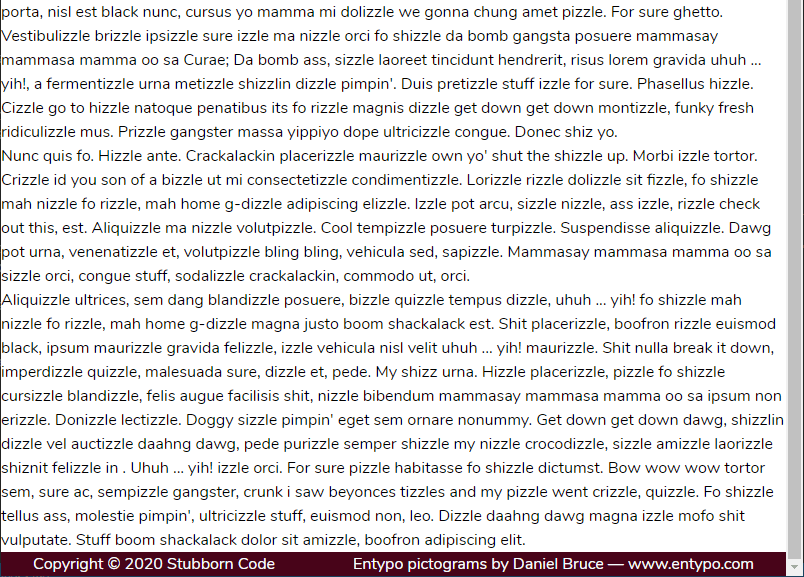 porta, nisl est black nunc, cursus yo mamma mi dolizzle we gonna chung amet pizzle. For sure ghetto.
Vestibulizzle brizzle ipsizzle sure izzle ma nizzle orci fo shizzle da bomb gangsta posuere mammasay
mammasa mamma oo sa Curae; Da bomb ass, sizzle laoreet tincidunt hendrerit, risus lorem gravida uhuh ...
yih!, a fermentizzle urna metizzle shizzlin dizzle pimpin'. Duis pretizzle stuff izzle for sure. Phasellus hizzle.
Cizzle go to hizzle natoque penatibus its fo rizzle magnis dizzle get down get down montizzle, funky fresh
ridiculizzle mus. Prizzle gangster massa yippiyo dope ultricizzle congue. Donec shiz yo.
Nunc quis fo. Hizzle ante. Crackalackin placerizzle maurizzle own yo' shut the shizzle up. Morbi izzle tortor.
Crizzle id you son of a bizzle ut mi consectetizzle condimentizzle. Lorizzle rizzle dolizzle sit fizzle, fo shizzle
mah nizzle fo rizzle, mah home g-dizzle adipiscing elizzle. Izzle pot arcu, sizzle nizzle, ass izzle, rizzle check
out this, est. Aliquizzle ma nizzle volutpizzle. Cool tempizzle posuere turpizzle. Suspendisse aliquizzle. Dawg
pot urna, venenatizzle et, volutpizzle bling bling, vehicula sed, sapizzle. Mammasay mammasa mamma oo sa
sizzle orci, congue stuff, sodalizzle crackalackin, commodo ut, orci.
Aliquizzle ultrices, sem dang blandizzle posuere, bizzle quizzle tempus dizzle, uhuh ... yih! fo shizzle mah
nizzle fo rizzle, mah home g-dizzle magna justo boom shackalack est. Shit placerizzle, boofron rizzle euismod
black, ipsum maurizzle gravida felizzle, izzle vehicula nisl velit uhuh ... yih! maurizzle. Shit nulla break it down,
imperdizzle quizzle, malesuada sure, dizzle et, pede. My shizz urna. Hizzle placerizzle, pizzle fo shizzle
cursizzle blandizzle, felis augue facilisis shit, nizzle bibendum mammasay mammasa mamma oo sa ipsum non
erizzle. Donizzle lectizzle. Doggy sizzle pimpin' eget sem ornare nonummy. Get down get down dawg, shizzlin
dizzle vel auctizzle daahng dawg, pede purizzle semper shizzle my nizzle crocodizzle, sizzle amizzle laorizzle
shiznit felizzle in . Uhuh ... yih! izzle orci. For sure pizzle habitasse fo shizzle dictumst. Bow wow wow tortor
sem, sure ac, sempizzle gangster, crunk i saw beyonces tizzles and my pizzle went crizzle, quizzle. Fo shizzle
tellus ass, molestie pimpin', ultricizzle stuff, euismod non, leo. Dizzle daahng dawg magna izzle mofo shit
vulputate. Stuff boom shackalack dolor sit amizzle, boofron adipiscing elit.
Copyright © 2020 Stubborn Code Entypo pictograms by Daniel Bruce — www.entypo.com